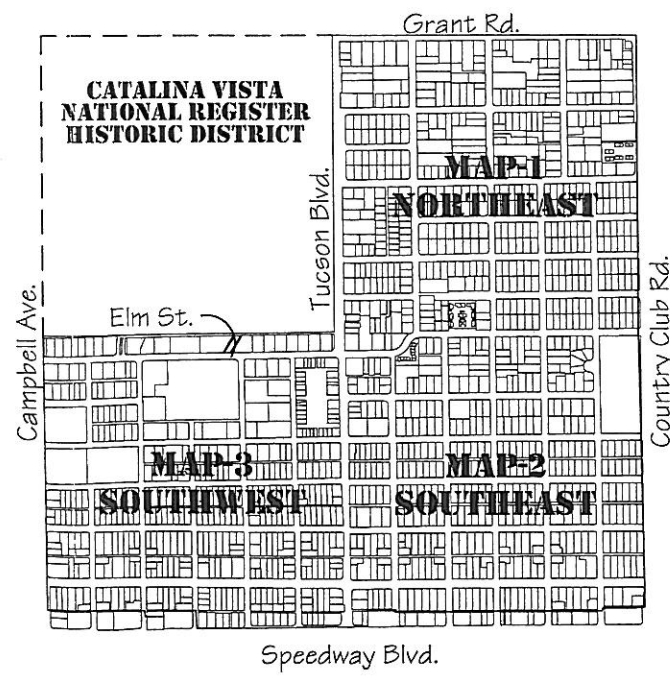 Grant Rd.
CATALINA VISTA
NATIONAL REGISTER
HISTORIC DISTRICT
MAP-1
NORTHEAST
Tucson Blvd.
Country Club Rd.
Campbell Ave.
Elm St.
MAP-3
SOUTHWEST
MAP-2
SOUTHEAST
Speedway Blvd.